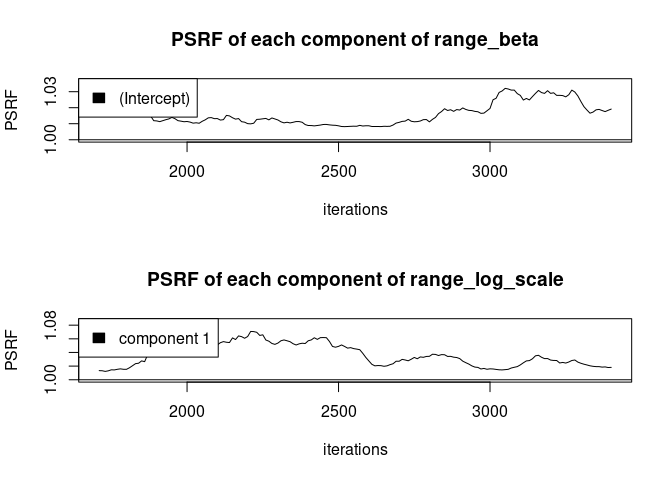 PSRF of each component of range_beta
PSRF
1.03
1.00
(Intercept)
2000 2500 3000
iterations
PSRF of each component of range_log_scale
PSRF
1.08
1.00
component 1
2000 2500 3000
iterations